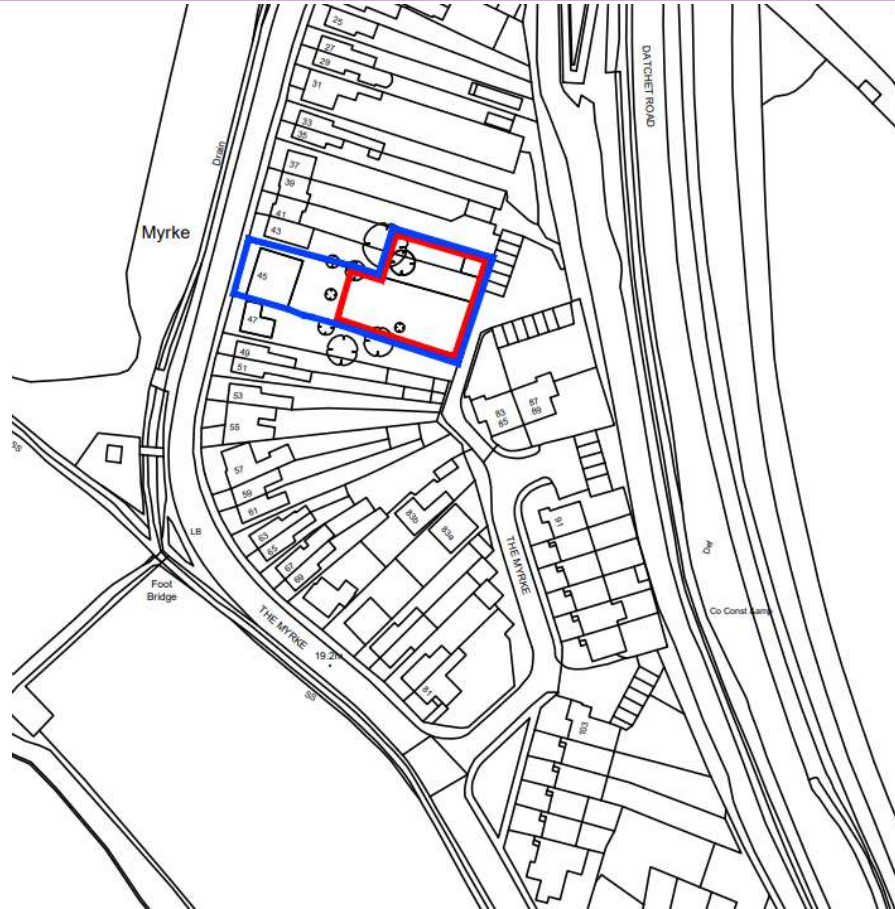 25
27
29
31
33
35
Drain
DATCHET ROAD
37
39
Myrke
41
43
45
47
49
51
53
55
83
85
87
89
57
59
61
SS
LB
63
65
67
69
83b
83a
91
THE MYRKE
Def
Foot
Bridge
Co Const &amp
THE MYRKE
19.2m
SS
81
103